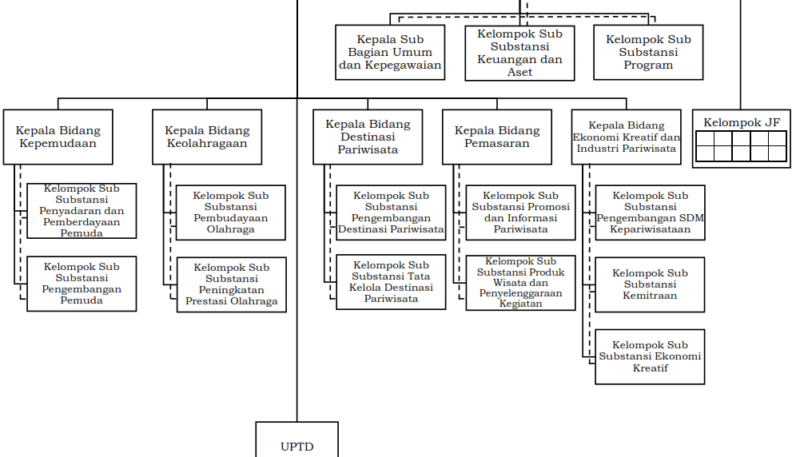 Kepala Sub
Bagian Umum
dan Kepegawaian
Kelompok Sub
Substansi
Keuangan dan
Aset
Kelompok Sub
Substansi
Program
Kepala Bidang
Kepemudaan
Kepala Bidang
Keolahragaan
Kepala Bidang
Destinasi
Pariwisata
Kepala Bidang
Pemasaran
Kepala Bidang
Ekonomi Kreatif dan
Industri Pariwisata
Kelompok JF
Kelompok Sub
Substansi
Penyadaran dan
Pemberdayaan
Pemuda
Kelompok Sub
Substansi
Pembudayaan
Olahraga
Kelompok Sub
Substansi
Pengembangan
Destinasi Pariwisata
Kelompok Sub
Substansi Promosi
dan Informasi
Pariwisata
Kelompok Sub
Substansi
Pengembangan SDM
Kepariwisataan
Kelompok Sub
Substansi
Pengembangan
Pemuda
Kelompok Sub
Substansi
Peningkatan
Prestasi Olahraga
Kelompok Sub
Substansi Tata
Kelola Destinasi
Pariwisata
Kelompok Sub
Substansi Produk
Wisata dan
Penyelenggaraan
Kegiatan
Kelompok Sub
Substansi
Kemitraan
Kelompok Sub
Substansi Ekonomi
Kreatif
UPTD